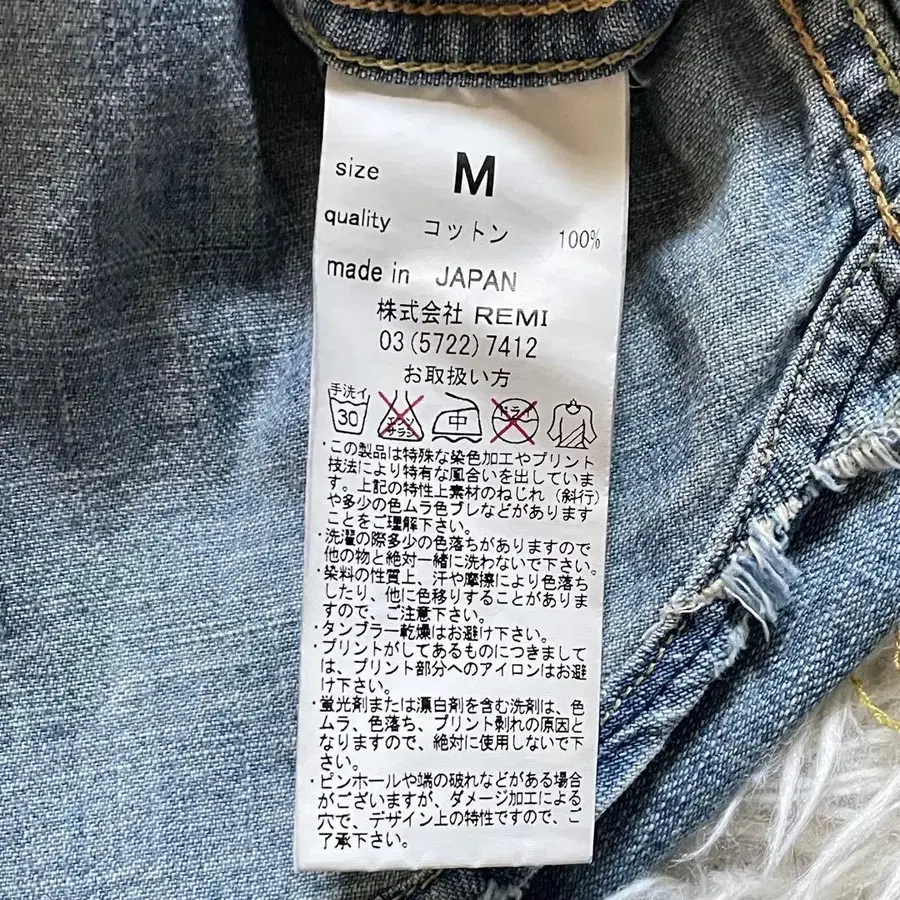 size M
quality コットン 100%
made in JAPAN
株式会社 REMI
03(5722)7412
お取扱い方
手洗イ 30 エンソサラシ 中 ドライ
・この製品は特殊な染色加工やプリント
技法により特有な風合いを出していま
す。上記の特性上素材のねじれ（斜行）
や多少の色ムラ色ブレなどがあります
ことをご理解下さい。
・洗濯の際多少の色落ちがありますので
他の物と絶対一緒に洗わないで下さい。
・染料の性質上、汗や摩擦により色落ち
したり、他に色移りすることがありま
すので、ご注意下さい。
・タンブラー乾燥はお避け下さい。
・プリントがしてあるものにつきまして
は、プリント部分へのアイロンはお避
け下さい。
・蛍光剤または漂白剤を含む洗剤は、色
ムラ、色落ち、プリント剥れの原因と
なりますので、絶対に使用しないで下
さい。
・ピンホールや端の破れなどがある場合
がございますが、ダメージ加工による
穴で、デザイン上の特性ですので、ご
了承下さい。